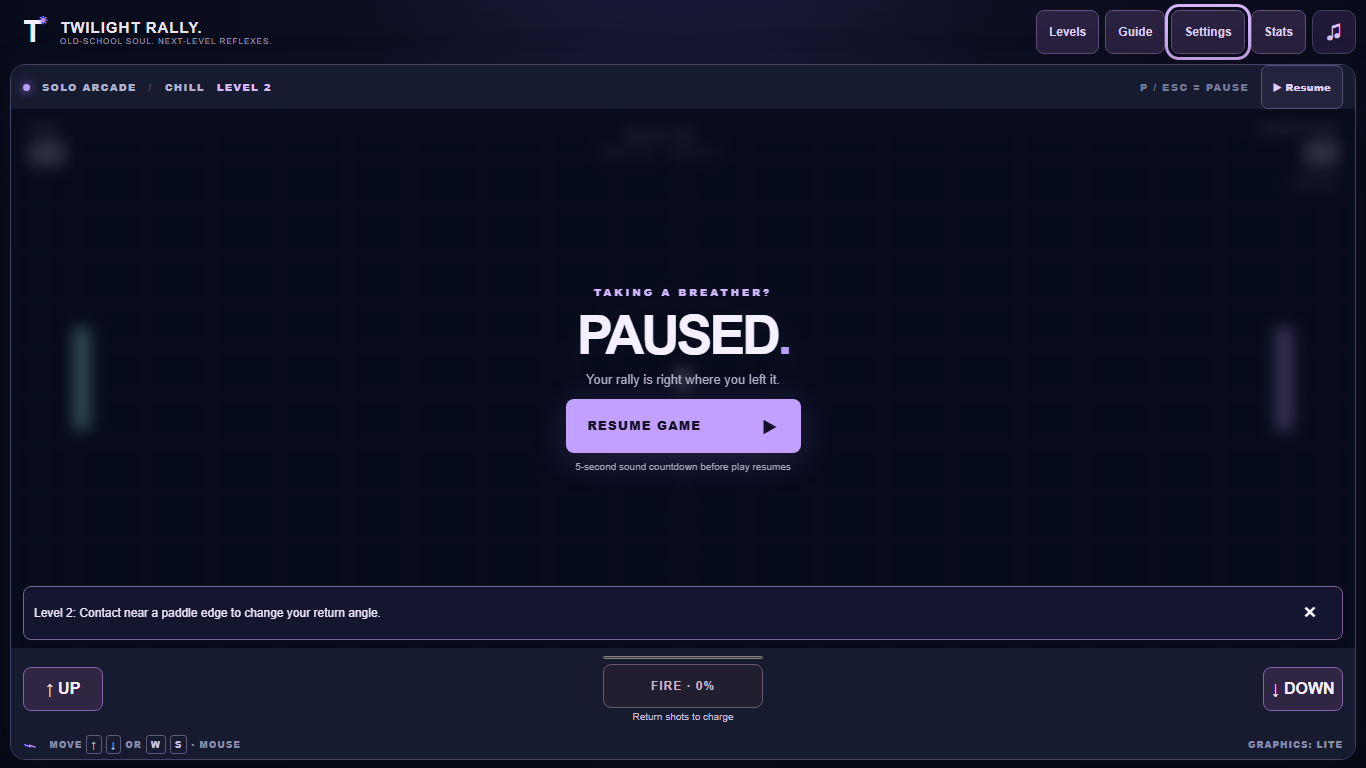 T*
TWILIGHT RALLY.
OLD-SCHOOL SOUL. NEXT-LEVEL REFLEXES.
Levels
Guide
Settings
Stats
SOLO ARCADE / CHILL LEVEL 2
P / ESC = PAUSE
▶ Resume
TAKING A BREATHER?
PAUSED.
Your rally is right where you left it.
RESUME GAME ▶
5-second sound countdown before play resumes
Level 2: Contact near a paddle edge to change your return angle.
✕
↑ UP
FIRE · 0%
Return shots to charge
↓ DOWN
MOVE ↑ ↓ OR W S · MOUSE
GRAPHICS: LITE